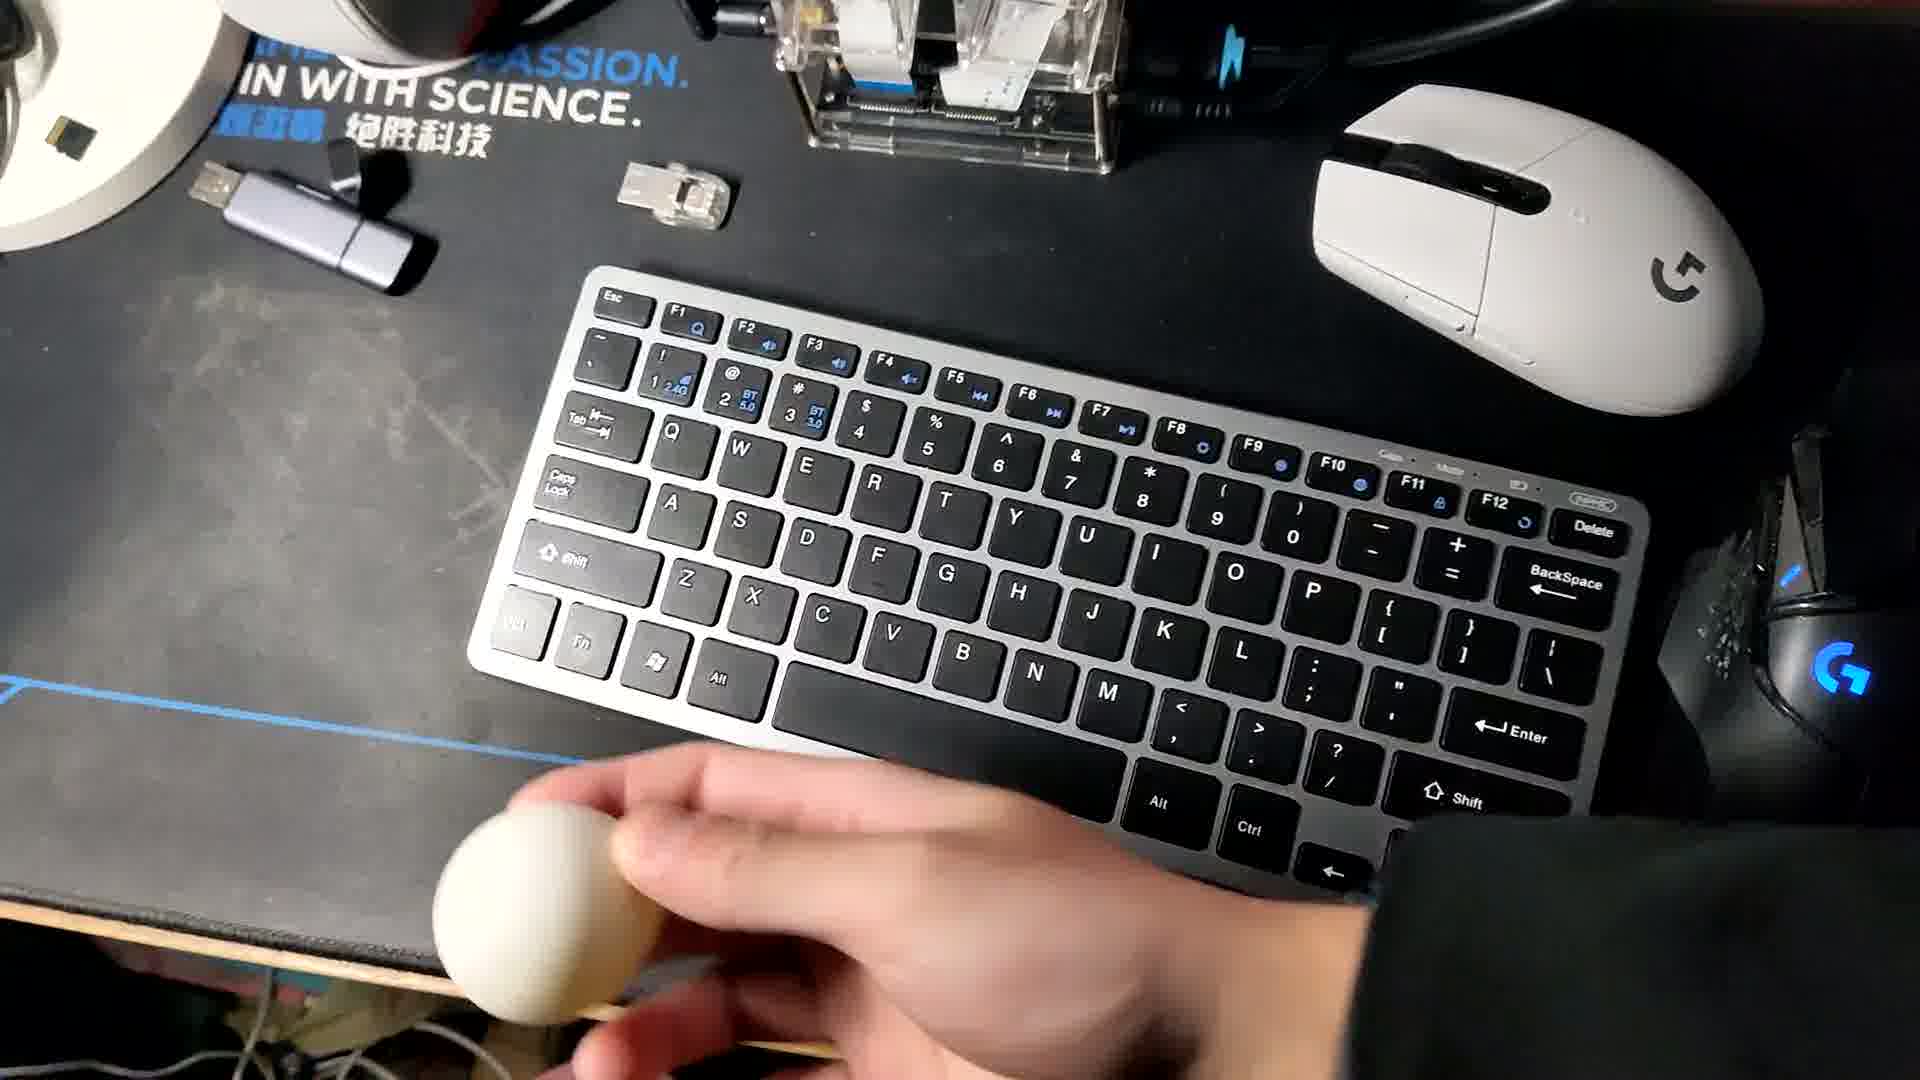 PASSION.
IN WITH SCIENCE.
绝胜科技
Esc F1 F2 F3 F4 F5 F6 F7 F8 F9 F10 F11 F12 Delete
~ ` ! 1 2.4G @ 2 BT 5.0 # 3 BT 3.0 $ 4 % 5 ^ 6 & 7 * 8 ( 9 ) 0 _ - + = BackSpace
Tab Q W E R T Y U I O P { [ } ] | \
Caps Lock A S D F G H J K L : ; " ' Enter
Shift Z X C V B N M < , > . ? / Shift
Fn Alt Alt Ctrl
G
G